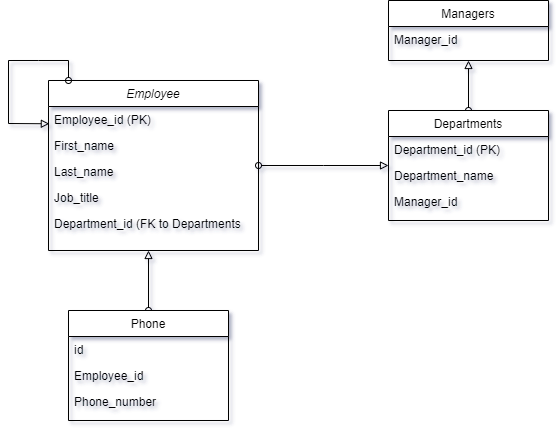 Managers
Manager_id
Employee
Employee_id (PK)
First_name
Last_name
Job_title
Department_id (FK to Departments
Departments
Department_id (PK)
Department_name
Manager_id
Phone
id
Employee_id
Phone_number